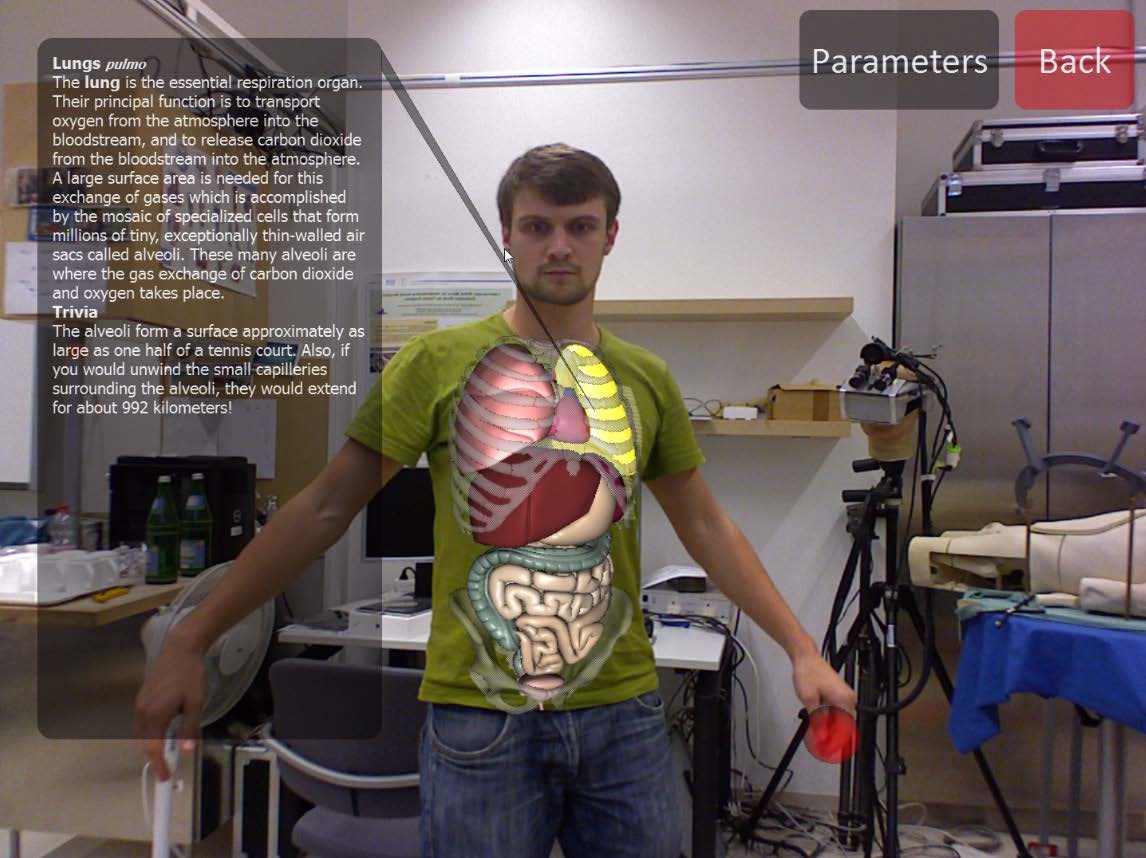 Lungs pulmo
The lung is the essential respiration organ.
Their principal function is to transport
oxygen from the atmosphere into the
bloodstream, and to release carbon dioxide
from the bloodstream into the atmosphere.
A large surface area is needed for this
exchange of gases which is accomplished
by the mosaic of specialized cells that form
millions of tiny, exceptionally thin-walled air
sacs called alveoli. These many alveoli are
where the gas exchange of carbon dioxide
and oxygen takes place.
Trivia
The alveoli form a surface approximately as
large as one half of a tennis court. Also, if
you would unwind the small capilleries
surrounding the alveoli, they would extend
for about 992 kilometers!
Parameters
Back